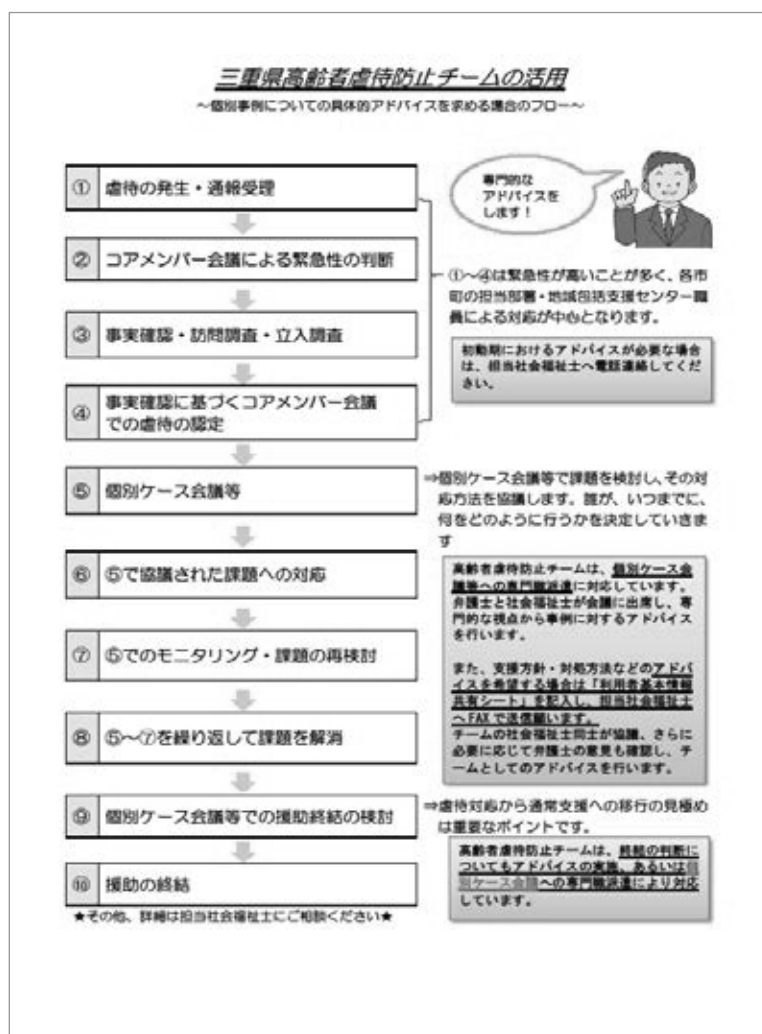 三重県高齢者虐待防止チームの活用
～個別事例についての具体的アドバイスを求める場合のフロー～
専門的な
アドバイスを
します！
① 虐待の発生・通報受理
② コアメンバー会議による緊急性の判断
③ 事実確認・訪問調査・立入調査
④ 事実確認に基づくコアメンバー会議
での虐待の認定
①～④は緊急性が高いことが多く、各市
町の担当部署・地域包括支援センター職
員による対応が中心となります。
初動期におけるアドバイスが必要な場合
は、担当社会福祉士へ電話連絡してくだ
さい。
⑤ 個別ケース会議等
⇒個別ケース会議等で課題を検討し、その対
応方法を協議します。誰が、いつまでに、
何をどのように行うかを決定していきま
す
⑥ ⑤で協議された課題への対応
⑦ ⑤でのモニタリング・課題の再検討
⑧ ⑤～⑦を繰り返して課題を解消
高齢者虐待防止チームは、個別ケース会
議等への専門職派遣に対応しています。
弁護士と社会福祉士が会議に出席し、専
門的な視点から事例に対するアドバイス
を行います。
また、支援方針・対処方法などのアドバ
イスを希望する場合は「利用者基本情報
共有シート」を記入し、担当社会福祉士
へFAXで送信願います。
チームの社会福祉士同士が協議、さらに
必要に応じて弁護士の意見も確認し、チ
ームとしてのアドバイスを行います。
⑨ 個別ケース会議等での援助終結の検討
⇒虐待対応から通常支援への移行の見極め
は重要なポイントです。
⑩ 援助の終結
高齢者虐待防止チームは、終結の判断に
ついてもアドバイスの実施、あるいは個
別ケース会議への専門職派遣により対応
しています。
★その他、詳細は担当社会福祉士にご相談ください★